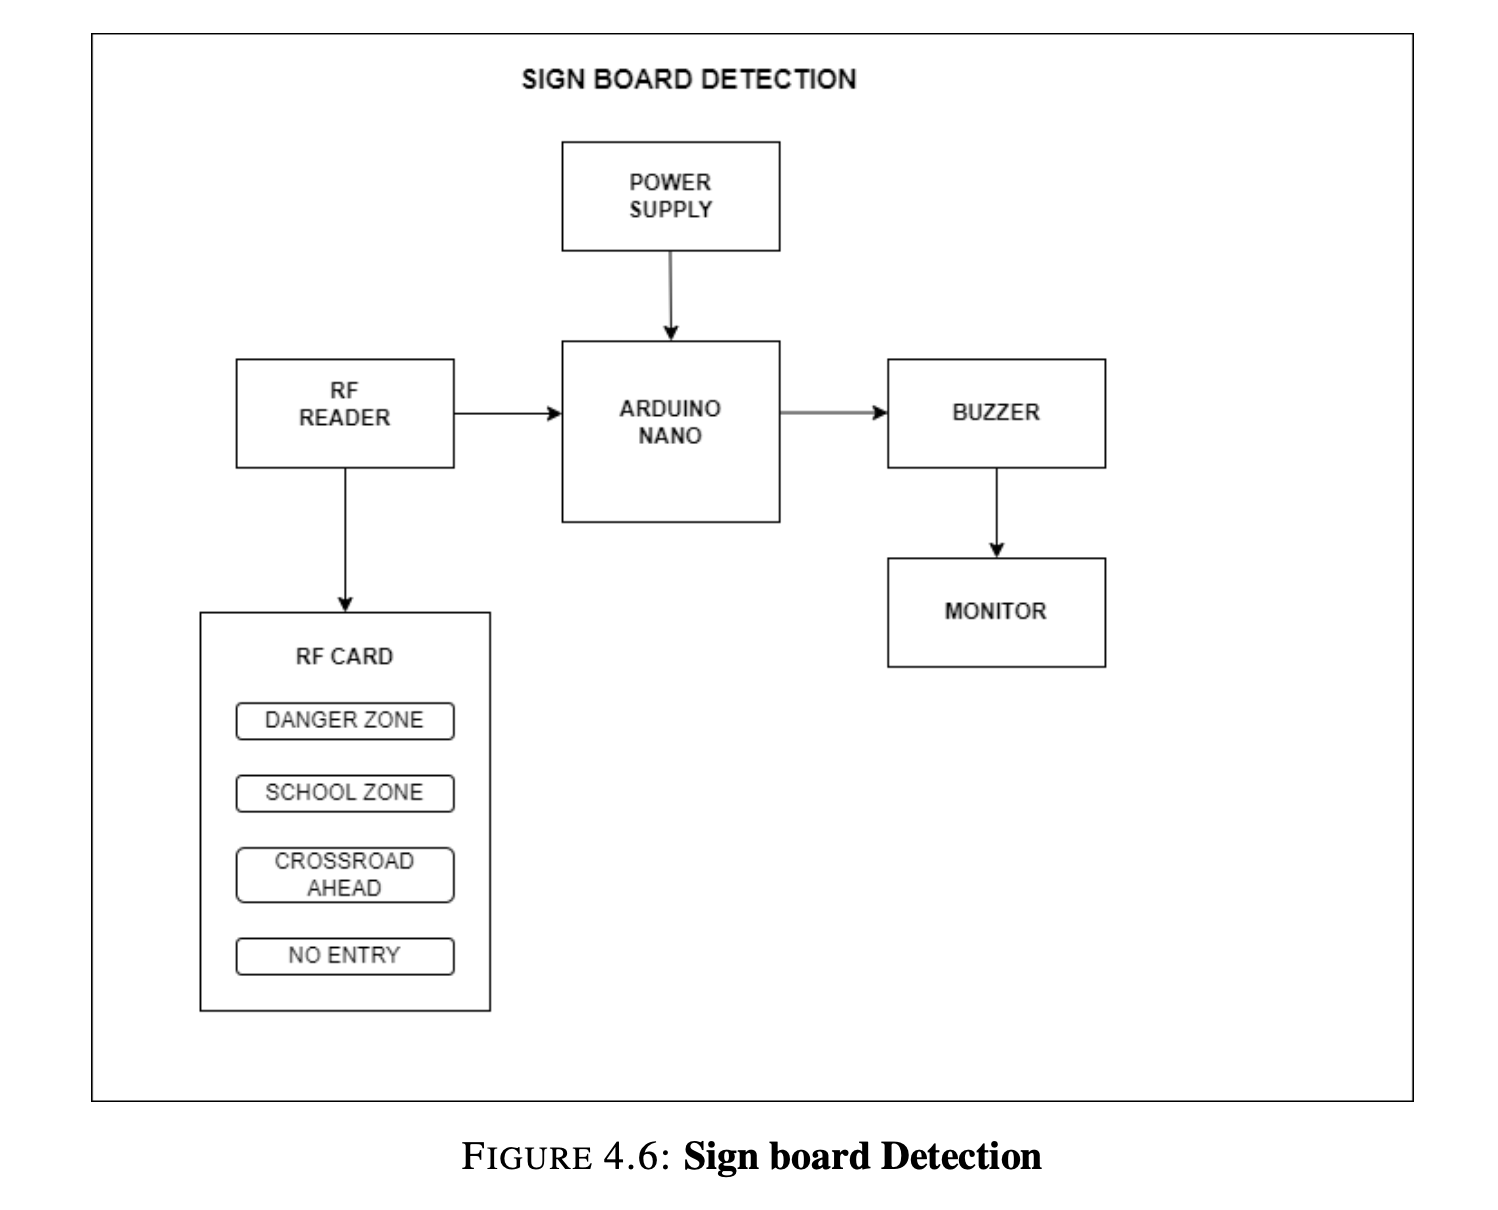 SIGN BOARD DETECTION
POWER
SUPPLY
RF
READER
ARDUINO
NANO
BUZZER
MONITOR
RF CARD
DANGER ZONE
SCHOOL ZONE
CROSSROAD
AHEAD
NO ENTRY
FIGURE 4.6: Sign board Detection